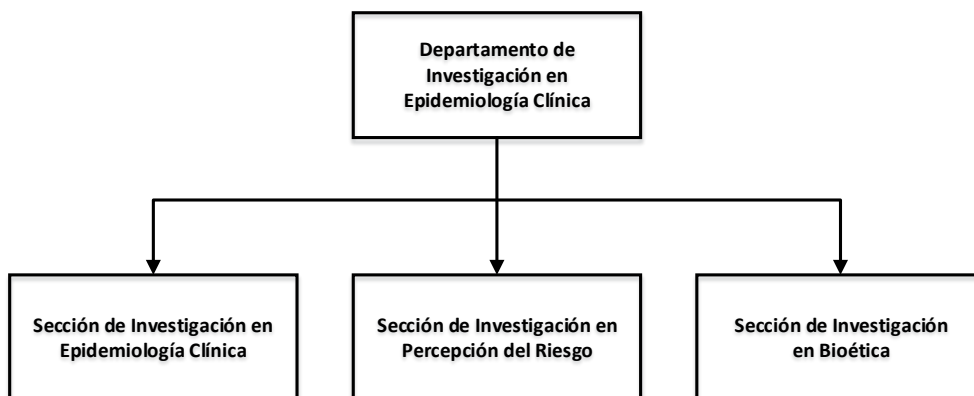 Departamento de
Investigación en
Epidemiología Clínica
Sección de Investigación en
Epidemiología Clínica
Sección de Investigación en
Percepción del Riesgo
Sección de Investigación
en Bioética